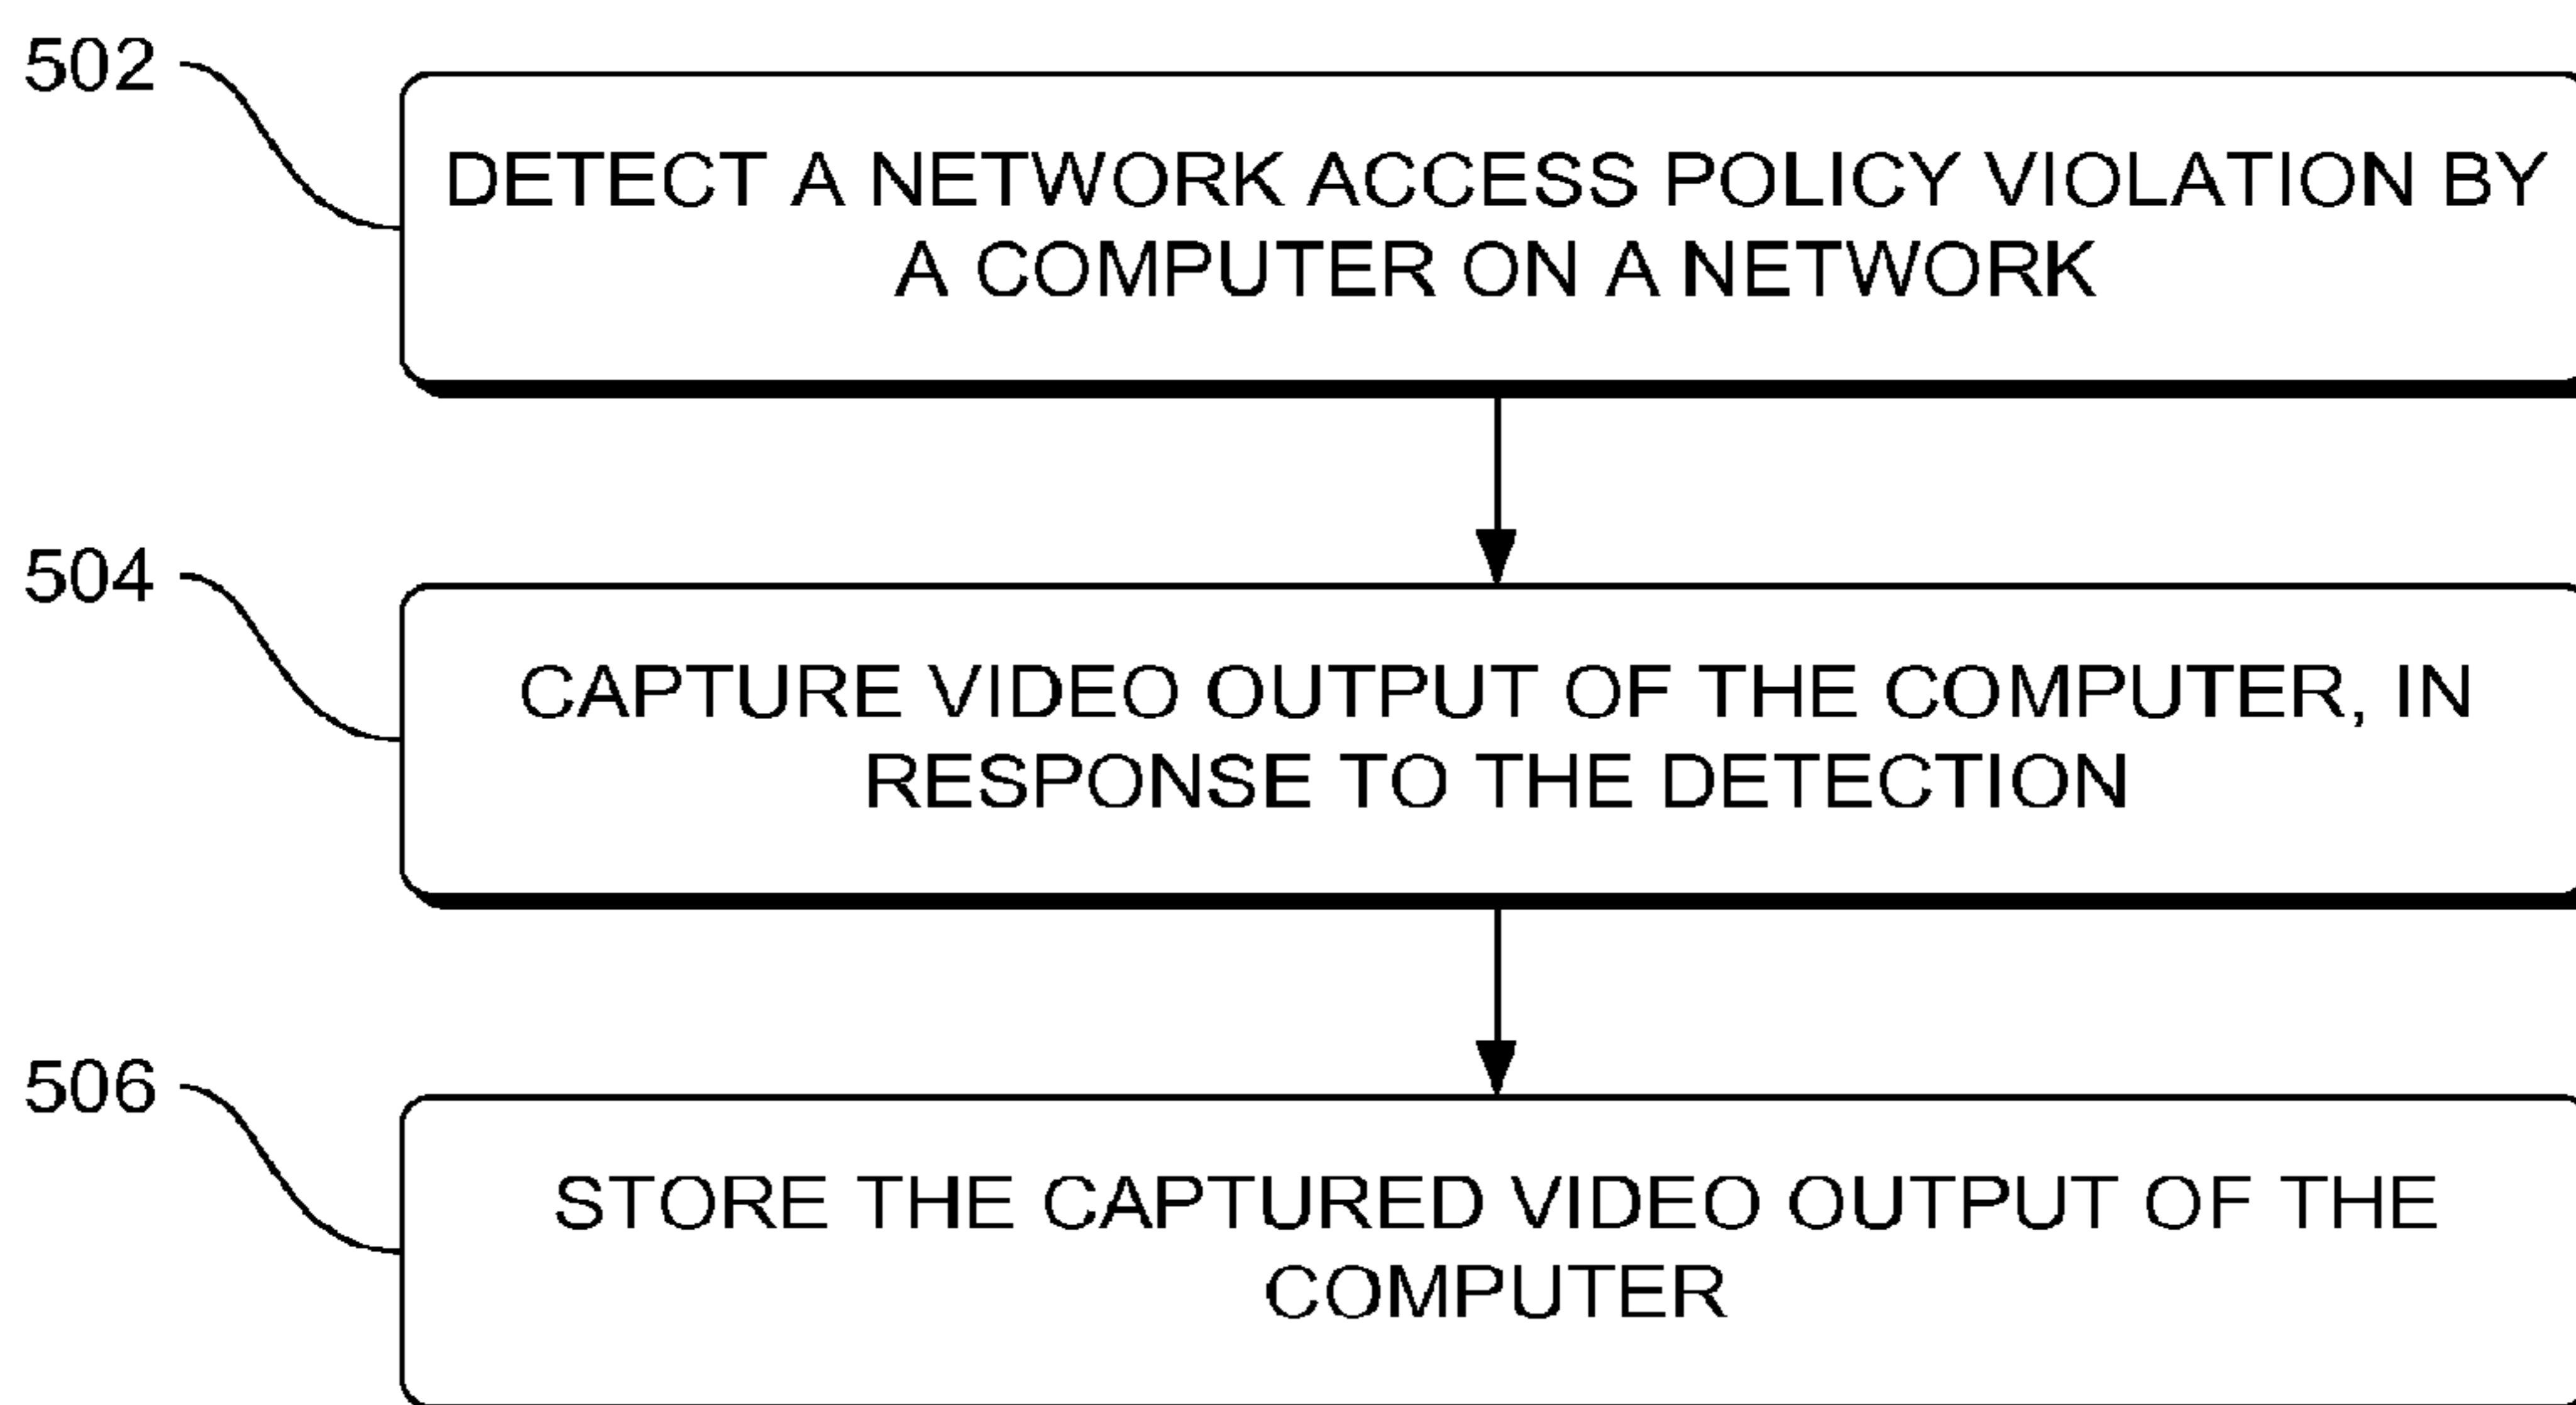 502
DETECT A NETWORK ACCESS POLICY VIOLATION BY
A COMPUTER ON A NETWORK
504
CAPTURE VIDEO OUTPUT OF THE COMPUTER, IN
RESPONSE TO THE DETECTION
506
STORE THE CAPTURED VIDEO OUTPUT OF THE
COMPUTER